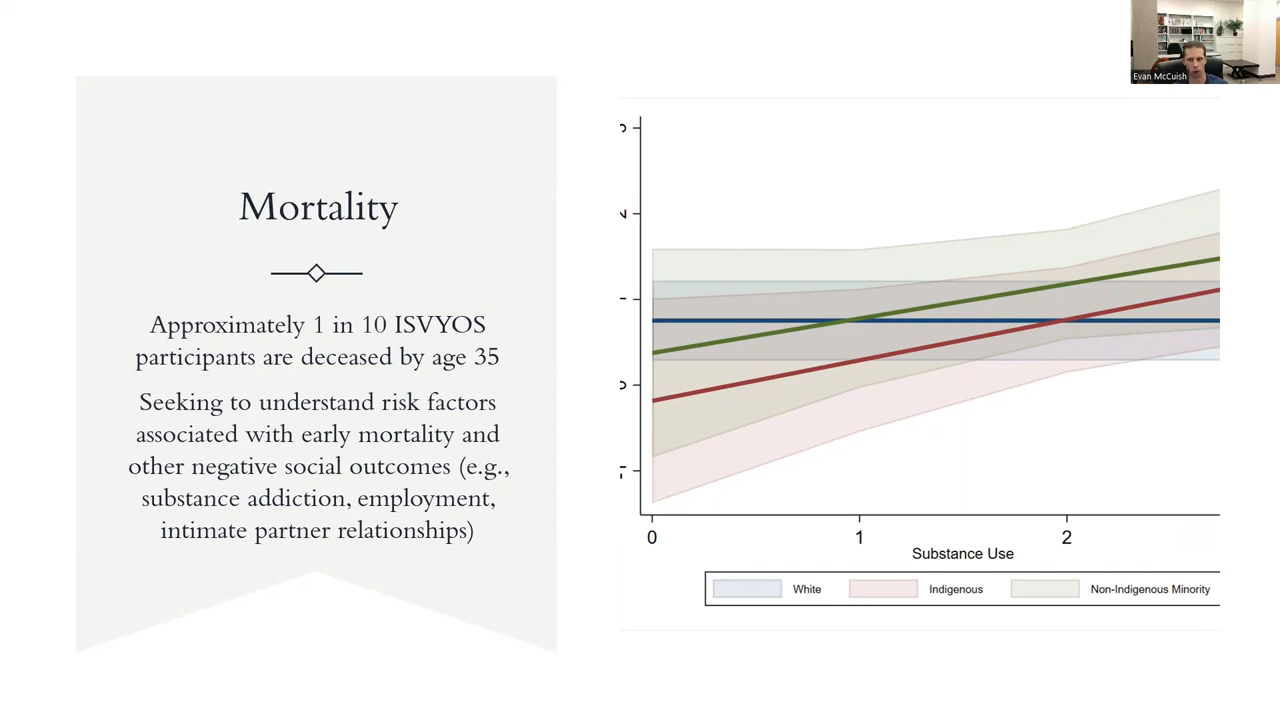 Evan McCuish
Mortality
Approximately 1 in 10 ISVYOS
participants are deceased by age 35
Seeking to understand risk factors
associated with early mortality and
other negative social outcomes (e.g.,
substance addiction, employment,
intimate partner relationships)
0 1 2
Substance Use
White Indigenous Non-Indigenous Minority